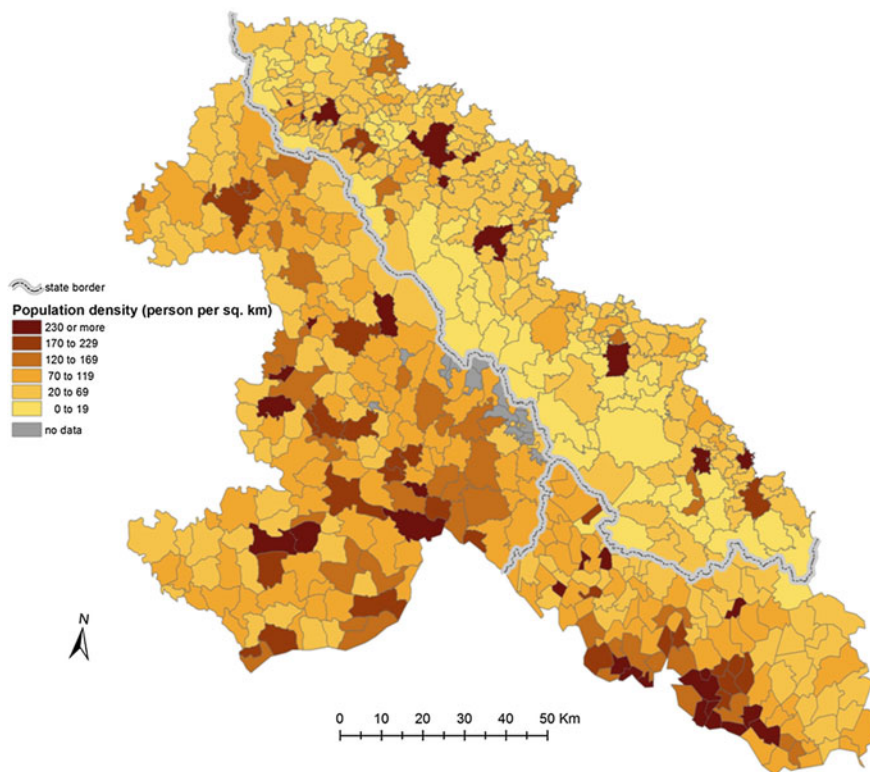 state border
Population density (person per sq. km)
230 or more
170 to 229
120 to 169
70 to 119
20 to 69
0 to 19
no data
N
0 10 20 30 40 50 Km